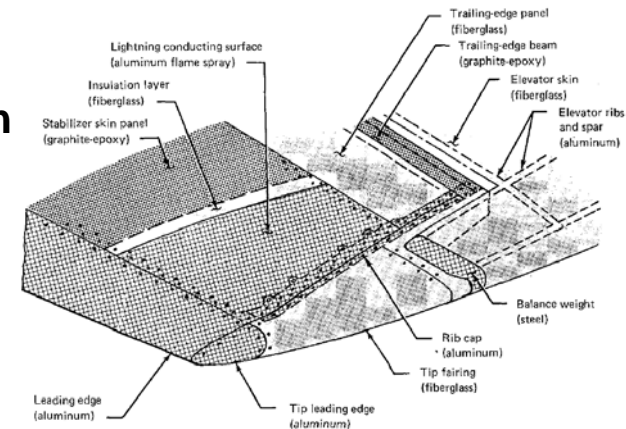 Trailing-edge panel
(fiberglass)
Lightning conducting surface
(aluminum flame spray)
Trailing-edge beam
(graphite-epoxy)
Insulation layer
(fiberglass)
Elevator skin
(fiberglass)
n
Stabilizer skin panel
(graphite-epoxy)
Elevator ribs
and spar
(aluminum)
Balance weight
(steel)
Rib cap
(aluminum)
Tip fairing
(fiberglass)
Leading edge
(aluminum)
Tip leading edge
(aluminum)